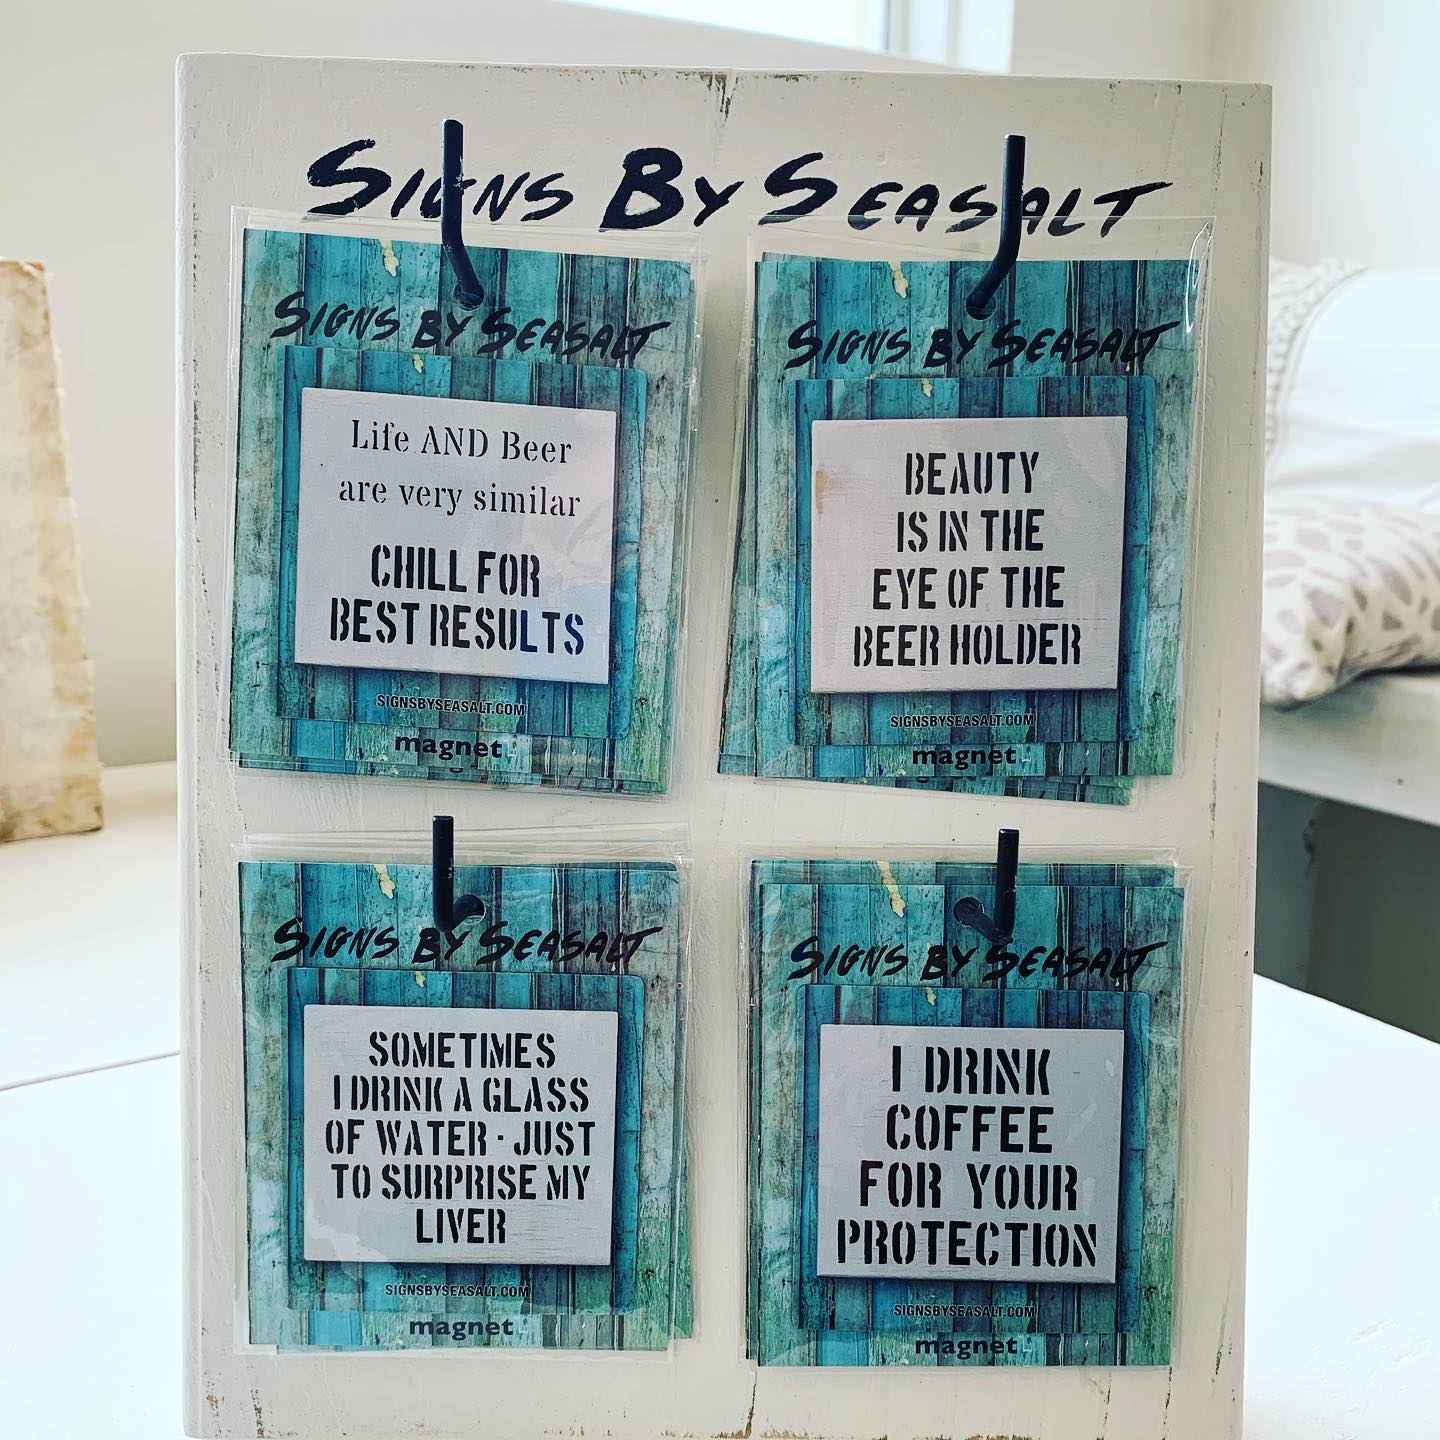 SIGNS BY SEASALT
SIGNS BY SEASALT
Life AND Beer
are very similar
CHILL FOR
BEST RESULTS
SIGNSBYSEASALT.COM
magnet
SIGNS BY SEASALT
BEAUTY
IS IN THE
EYE OF THE
BEER HOLDER
SIGNSBYSEASALT.COM
magnet
SIGNS BY SEASALT
SOMETIMES
I DRINK A GLASS
OF WATER - JUST
TO SURPRISE MY
LIVER
SIGNSBYSEASALT.COM
magnet
SIGNS BY SEASALT
I DRINK
COFFEE
FOR YOUR
PROTECTION
SIGNSBYSEASALT.COM
magnet